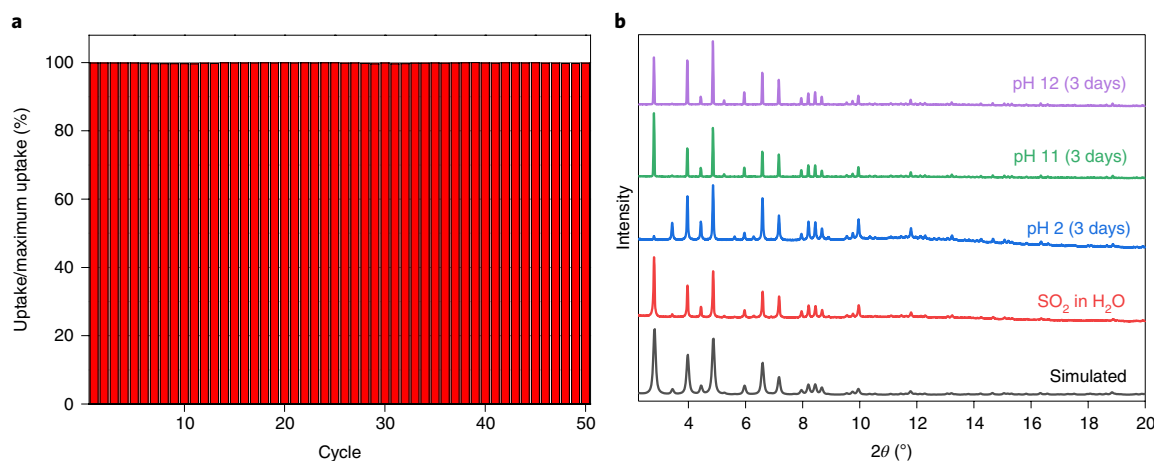 a
Uptake/maximum uptake (%)
100
80
60
40
20
0
10
20
30
40
50
Cycle
b
Intensity
pH 12 (3 days)
pH 11 (3 days)
pH 2 (3 days)
SO₂ in H₂O
Simulated
4
6
8
10
12
14
16
18
20
2θ (°)